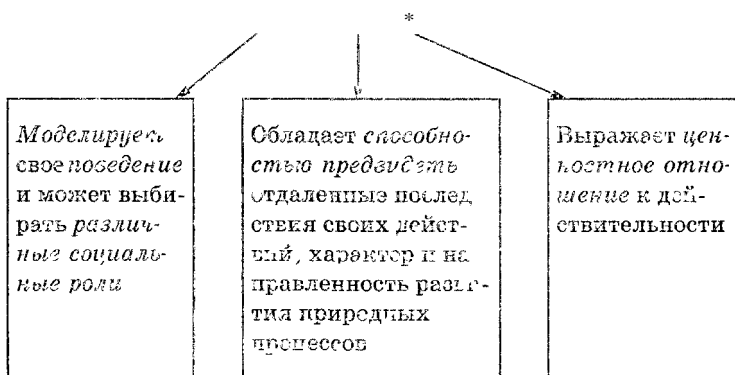 *
Моделирует
свое поведение
и может выби-
рать различ-
ные социаль-
ные роли
Обладает способно-
стью предвидеть
отдаленные послед
ствия своих дейст-
вий, характер и на
правленность разви-
тия природных
процессов
Выражает цен-
ностное отно-
шение к дей-
ствительности